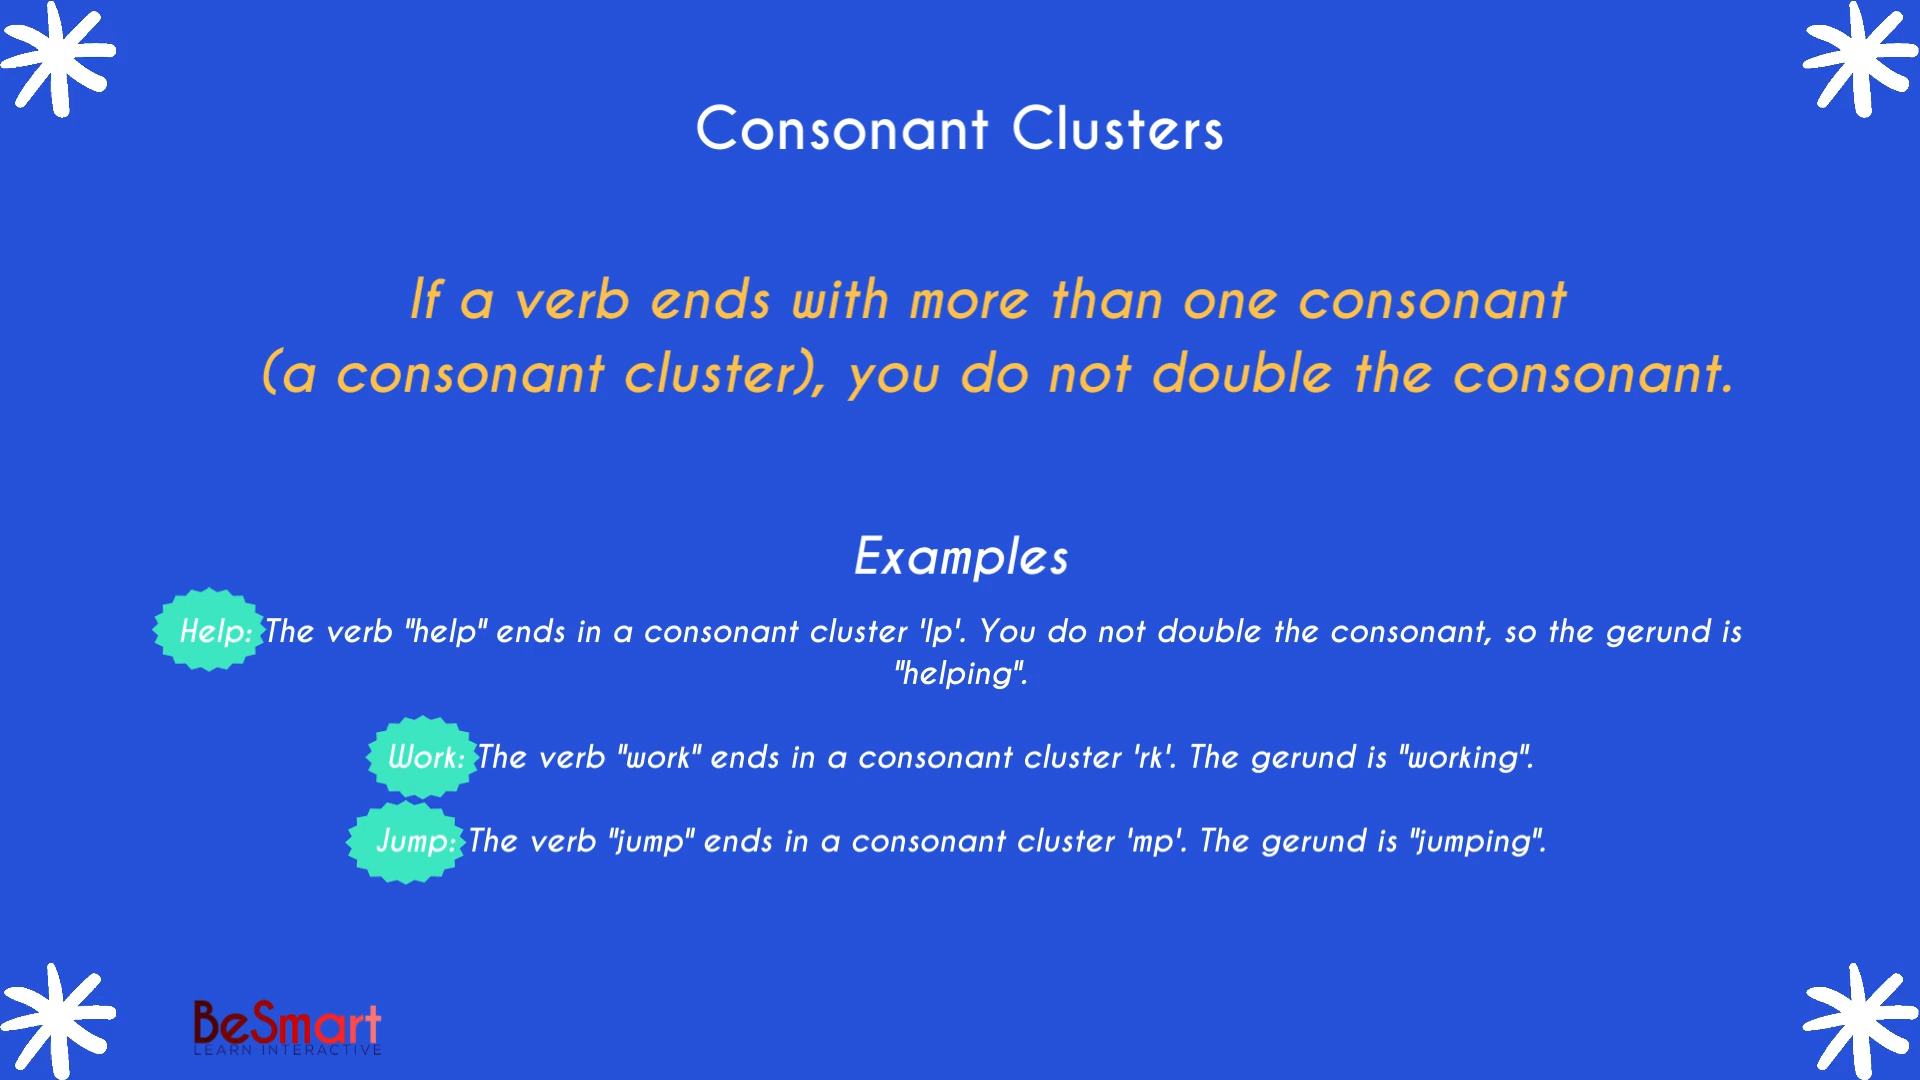 Consonant Clusters
If a verb ends with more than one consonant
(a consonant cluster), you do not double the consonant.
Examples
Help: The verb "help" ends in a consonant cluster 'lp'. You do not double the consonant, so the gerund is
"helping".
Work: The verb "work" ends in a consonant cluster 'rk'. The gerund is "working".
Jump: The verb "jump" ends in a consonant cluster 'mp'. The gerund is "jumping".
BeSmart
LEARN INTERACTIVE